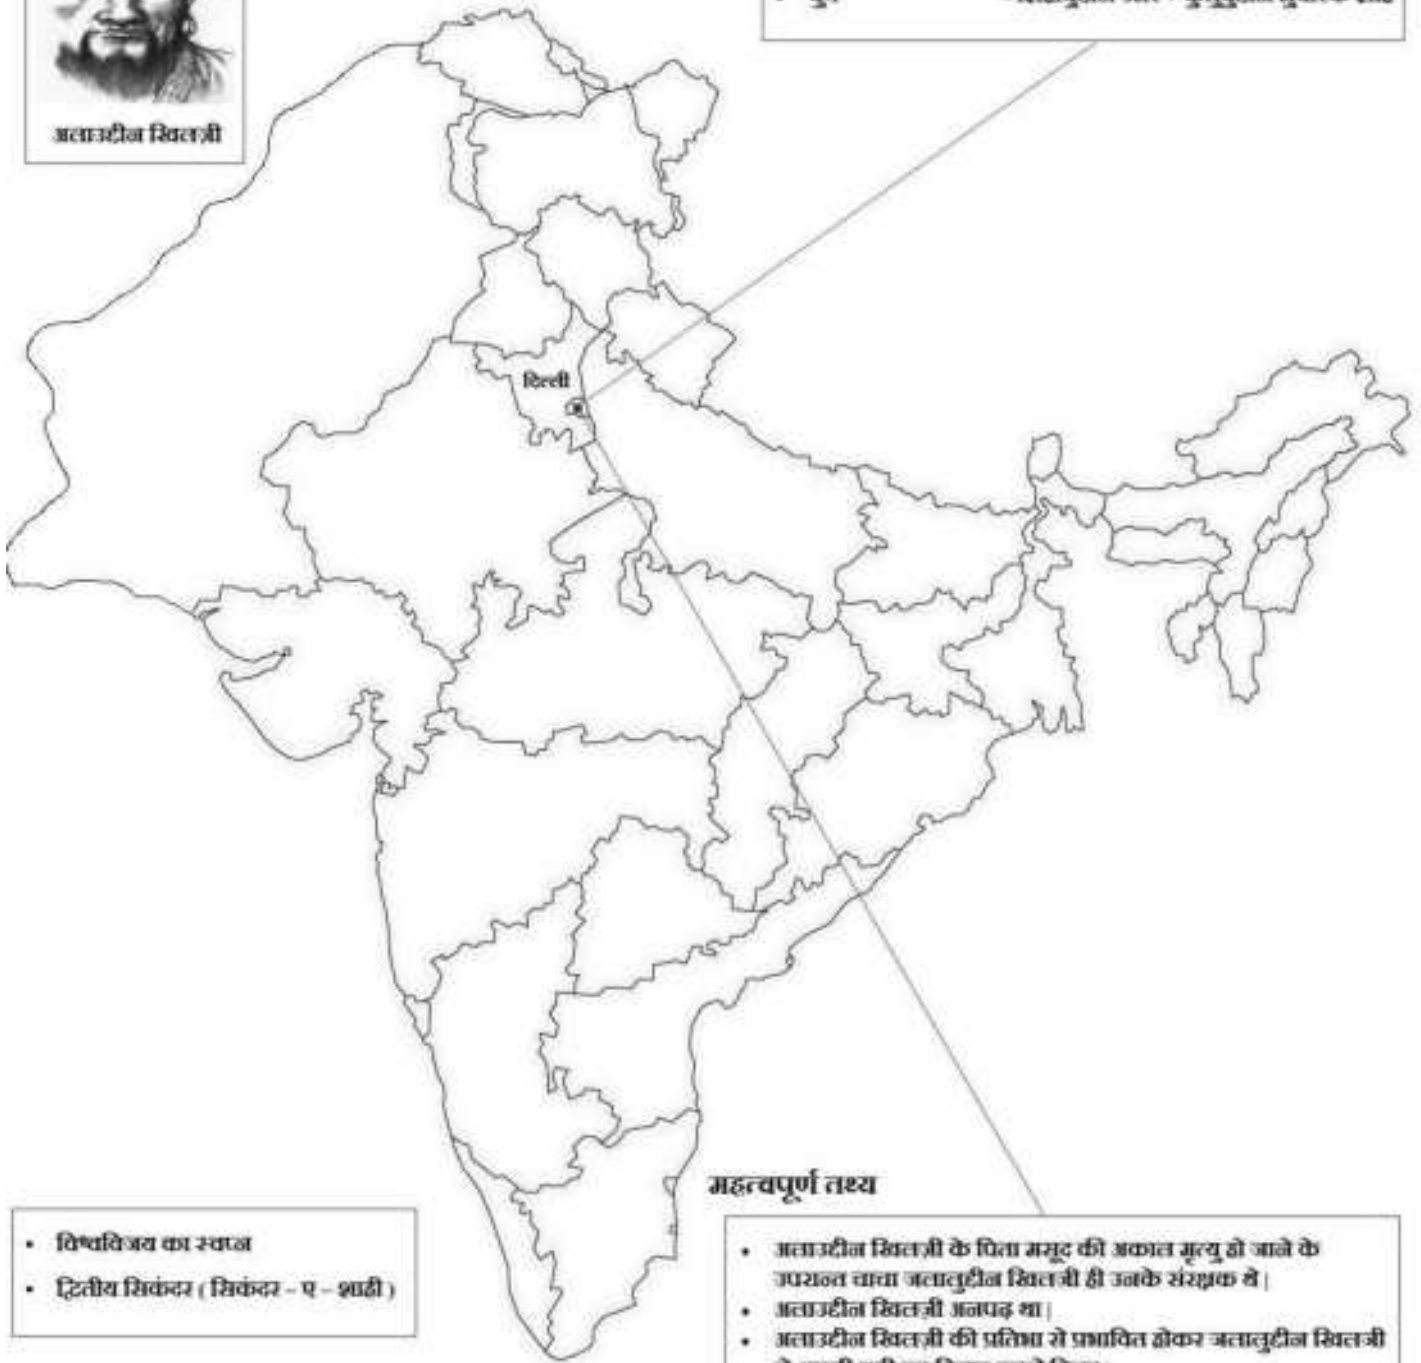 अलाउद्दीन खिलज़ी
दिल्ली
महत्वपूर्ण तथ्य
• विश्वविजय का स्वप्न
• द्वितीय सिकंदर ( सिकंदर – ए – शाही )
• अलाउद्दीन खिलज़ी के पिता मसूद की अकाल मृत्यु हो जाने के
उपरान्त चाचा जलालुद्दीन खिलजी ही उनके संरक्षक थे |
• अलाउद्दीन खिलज़ी अनपढ़ था |
• अलाउद्दीन खिलज़ी की प्रतिभा से प्रभावित होकर जलालुद्दीन खिलजी